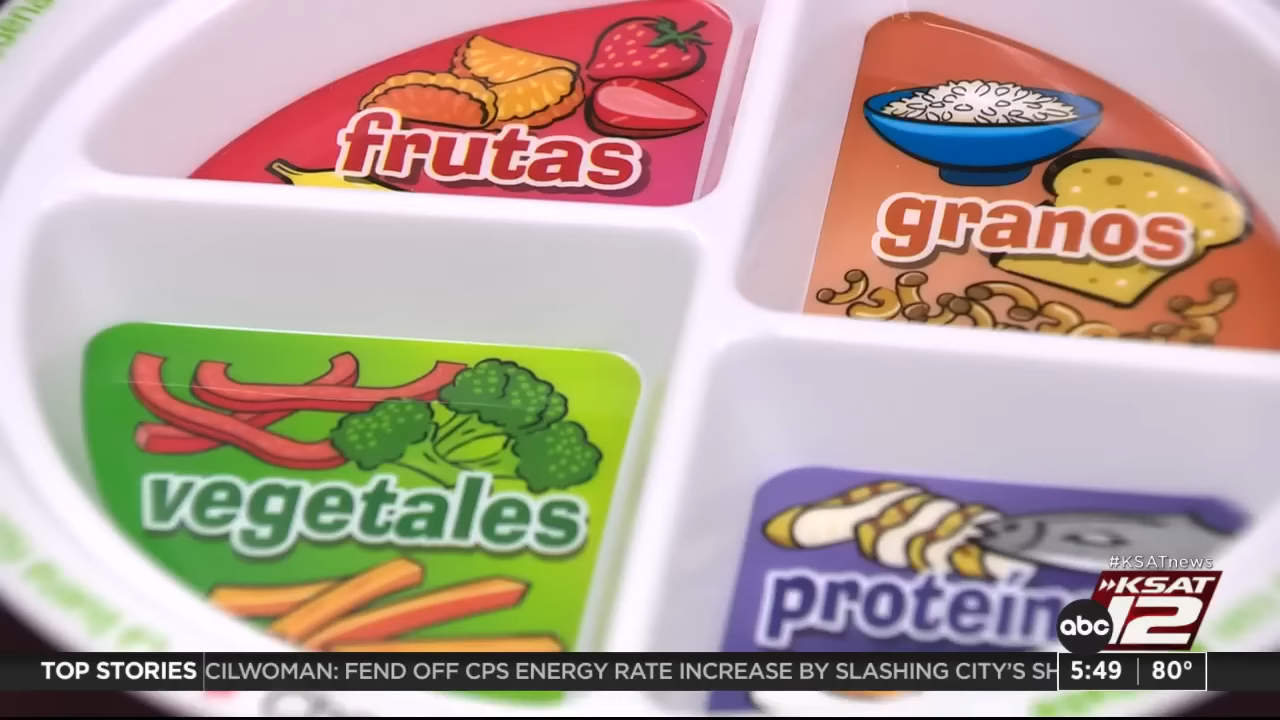 frutas
granos
vegetales
proteín
#KSATnews
KSAT
abc 12
TOP STORIES CILWOMAN: FEND OFF CPS ENERGY RATE INCREASE BY SLASHING CITY'S SH 5:49 80°